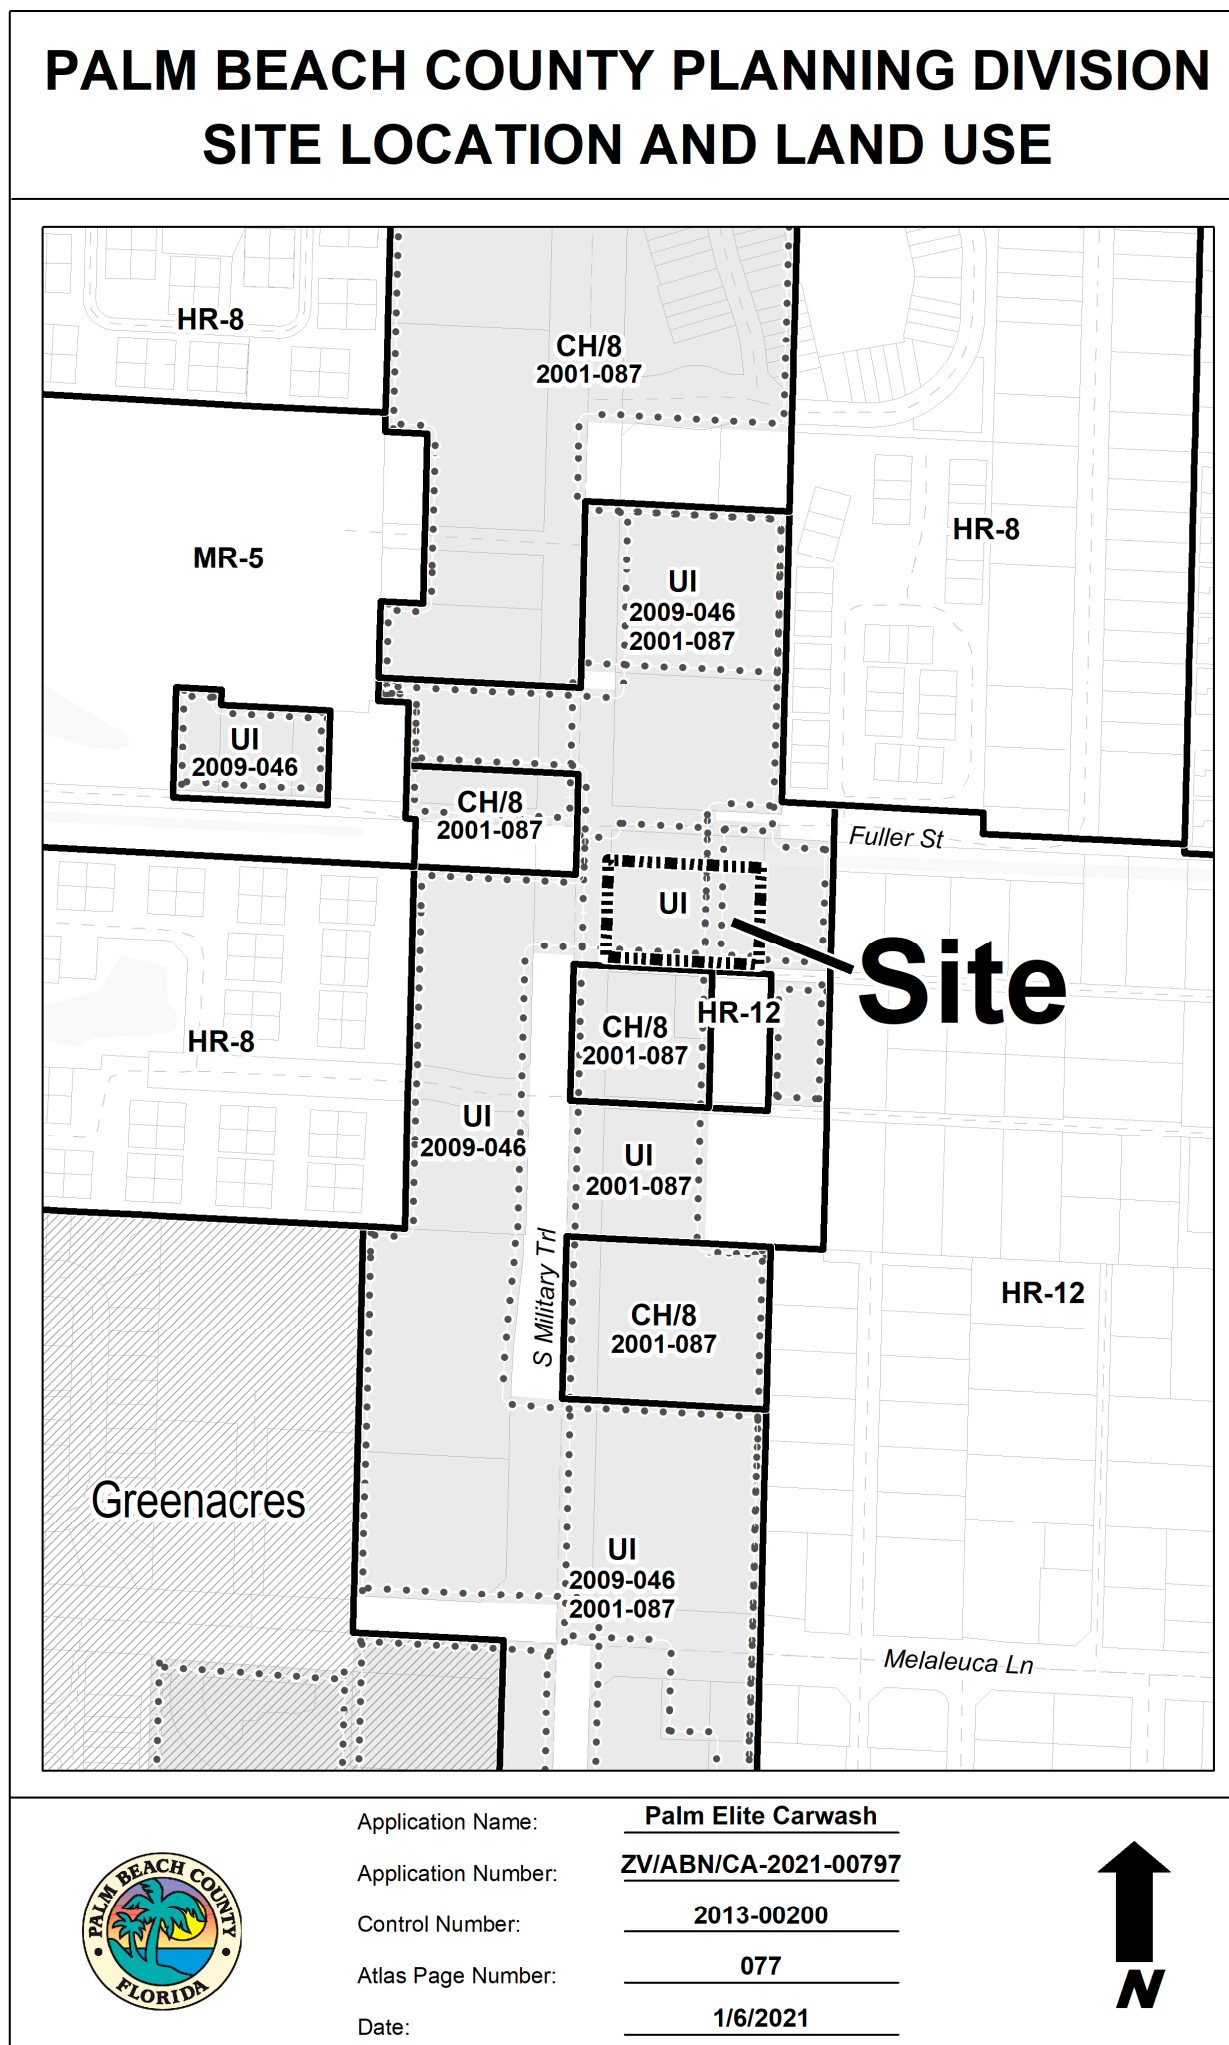 PALM BEACH COUNTY PLANNING DIVISION
SITE LOCATION AND LAND USE
HR-8
CH/8
2001-087
MR-5
HR-8
UI
2009-046
2001-087
UI
2009-046
CH/8
2001-087
Fuller St
UI
Site
HR-12
CH/8
2001-087
HR-8
UI
2009-046
UI
2001-087
S Military Trl
CH/8
2001-087
HR-12
Greenacres
UI
2009-046
2001-087
Melaleuca Ln
Application Name: Palm Elite Carwash
Application Number: ZV/ABN/CA-2021-00797
Control Number: 2013-00200
Atlas Page Number: 077
Date: 1/6/2021
PALM BEACH COUNTY
FLORIDA
N